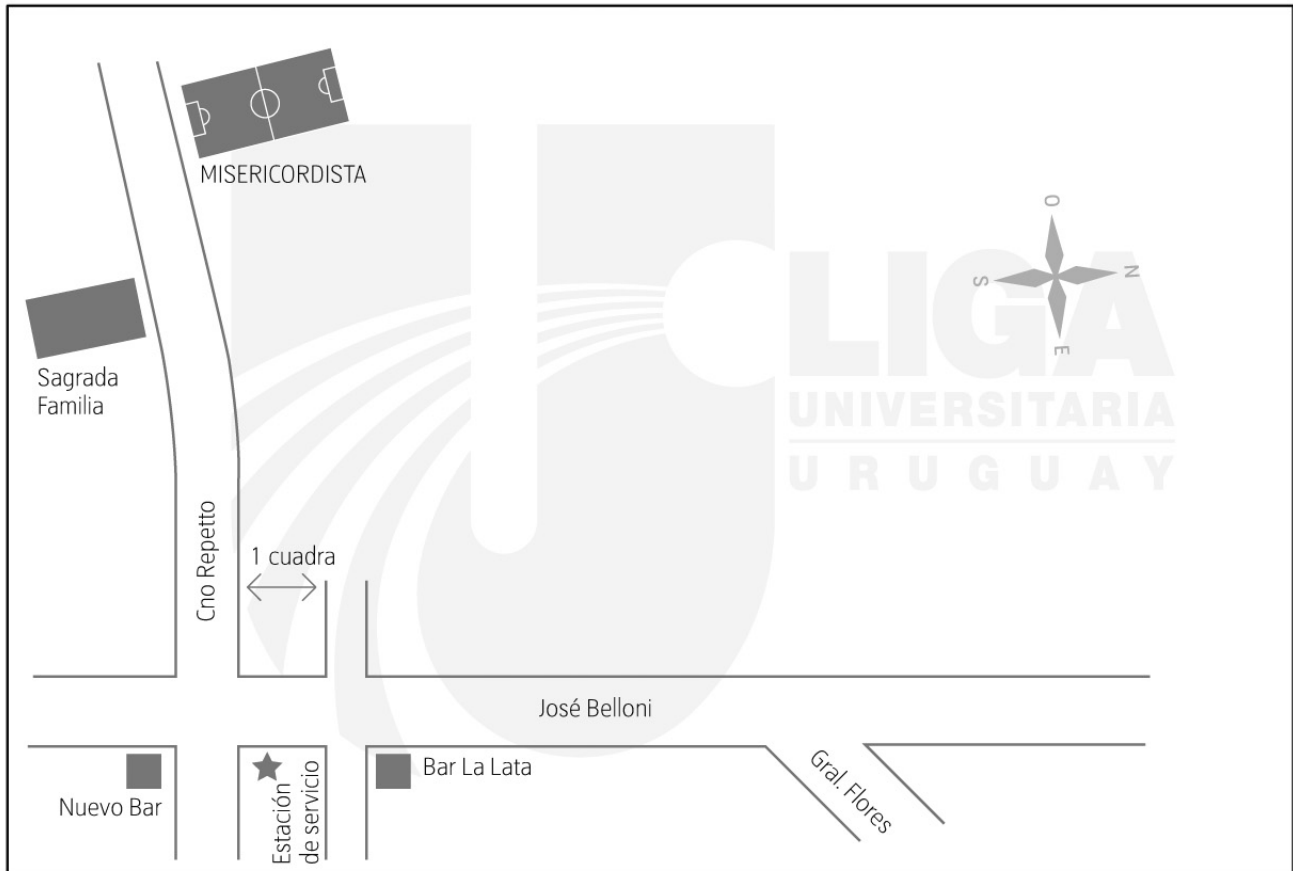 MISERICORDISTA
O
N
S
E
LIGA
UNIVERSITARIA
URUGUAY
Sagrada
Familia
Cno Repetto
1 cuadra
José Belloni
Nuevo Bar
Estación
de servicio
Bar La Lata
Gral. Flores